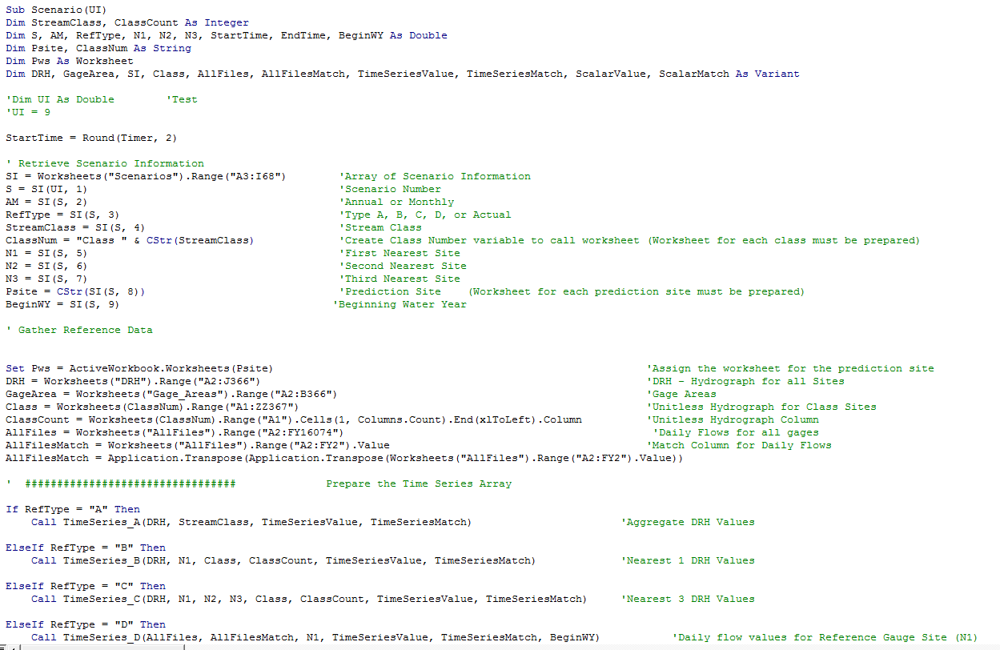 Sub Scenario(UI)
Dim StreamClass, ClassCount As Integer
Dim S, AM, RefType, N1, N2, N3, StartTime, EndTime, BeginWY As Double
Dim Psite, ClassNum As String
Dim Pws As Worksheet
Dim DRH, GageArea, SI, Class, AllFiles, AllFilesMatch, TimeSeriesValue, TimeSeriesMatch, ScalarValue, ScalarMatch As Variant
'Dim UI As Double 'Test
'UI = 9
StartTime = Round(Timer, 2)
' Retrieve Scenario Information
SI = Worksheets("Scenarios").Range("A3:I68") 'Array of Scenario Information
S = SI(UI, 1) 'Scenario Number
AM = SI(S, 2) 'Annual or Monthly
RefType = SI(S, 3) 'Type A, B, C, D, or Actual
StreamClass = SI(S, 4) 'Stream Class
ClassNum = "Class " & CStr(StreamClass) 'Create Class Number variable to call worksheet (Worksheet for each class must be prepared)
N1 = SI(S, 5) 'First Nearest Site
N2 = SI(S, 6) 'Second Nearest Site
N3 = SI(S, 7) 'Third Nearest Site
Psite = CStr(SI(S, 8)) 'Prediction Site (Worksheet for each prediction site must be prepared)
BeginWY = SI(S, 9) 'Beginning Water Year
' Gather Reference Data
Set Pws = ActiveWorkbook.Worksheets(Psite) 'Assign the worksheet for the prediction site
DRH = Worksheets("DRH").Range("A2:J366") 'DRH - Hydrograph for all Sites
GageArea = Worksheets("Gage_Areas").Range("A2:B366") 'Gage Areas
Class = Worksheets(ClassNum).Range("A1:ZZ367") 'Unitless Hydrograph for Class Sites
ClassCount = Worksheets(ClassNum).Range("A1").Cells(1, Columns.Count).End(xlToLeft).Column 'Unitless Hydrograph Column
AllFiles = Worksheets("AllFiles").Range("A2:FY16074") 'Daily Flows for all gages
AllFilesMatch = Worksheets("AllFiles").Range("A2:FY2").Value 'Match Column for Daily Flows
AllFilesMatch = Application.Transpose(Application.Transpose(Worksheets("AllFiles").Range("A2:FY2").Value))
' ################################# Prepare the Time Series Array
If RefType = "A" Then
Call TimeSeries_A(DRH, StreamClass, TimeSeriesValue, TimeSeriesMatch) 'Aggregate DRH Values
ElseIf RefType = "B" Then
Call TimeSeries_B(DRH, N1, Class, ClassCount, TimeSeriesValue, TimeSeriesMatch) 'Nearest 1 DRH Values
ElseIf RefType = "C" Then
Call TimeSeries_C(DRH, N1, N2, N3, Class, ClassCount, TimeSeriesValue, TimeSeriesMatch) 'Nearest 3 DRH Values
ElseIf RefType = "D" Then
Call TimeSeries_D(AllFiles, AllFilesMatch, N1, TimeSeriesValue, TimeSeriesMatch, BeginWY) 'Daily flow values for Reference Gauge Site (N1)